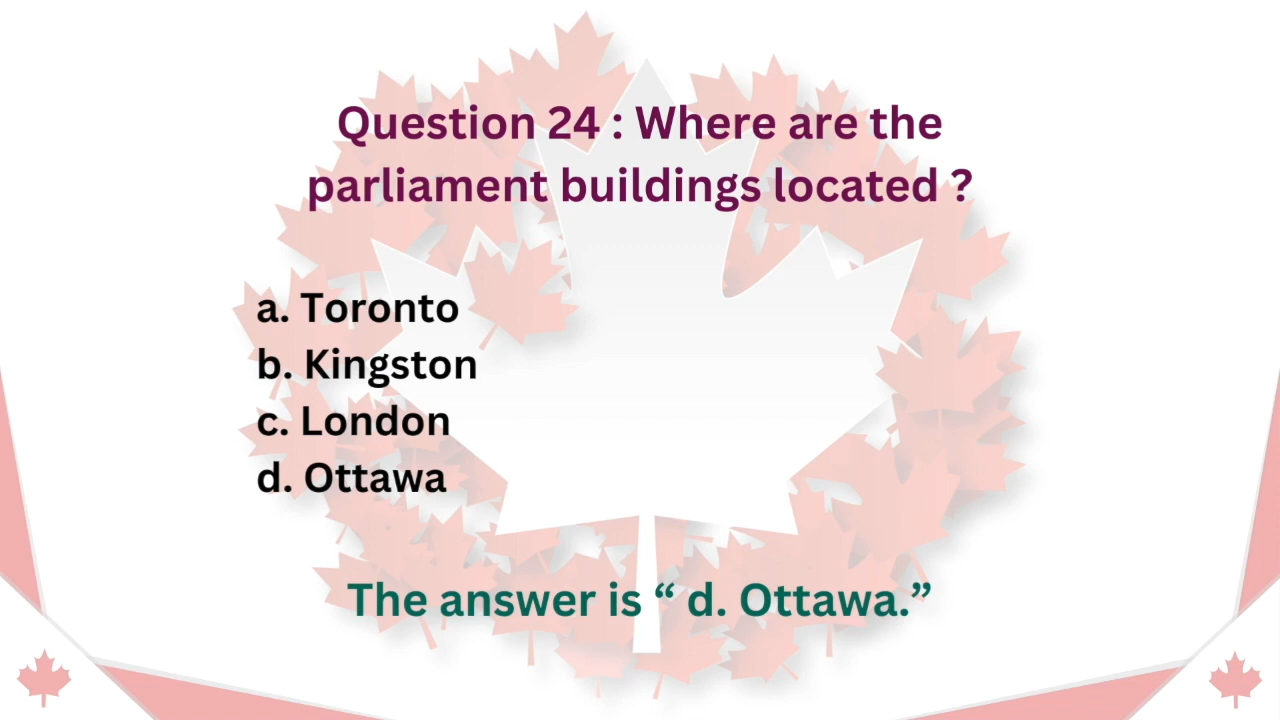 Question 24 : Where are the
parliament buildings located ?
a. Toronto
b. Kingston
c. London
d. Ottawa
The answer is “ d. Ottawa.”